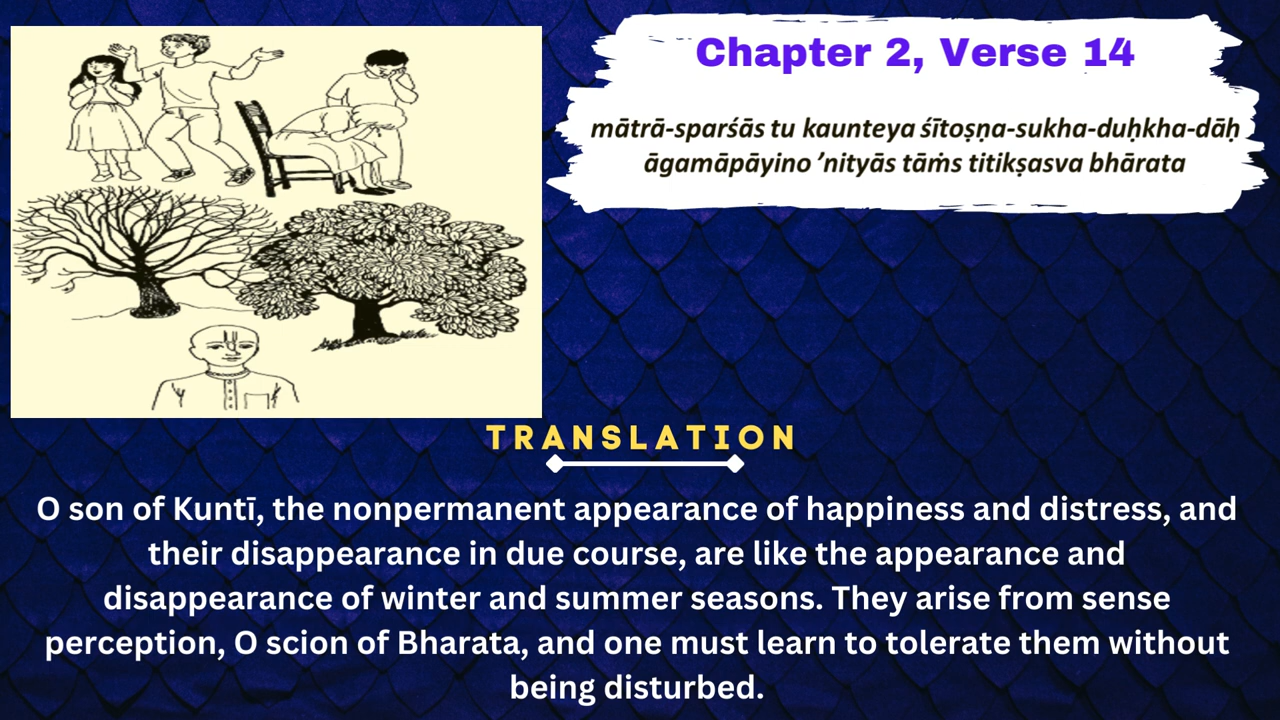 Chapter 2, Verse 14
mātrā-sparśās tu kaunteya śītoṣṇa-sukha-duḥkha-dāḥ
āgamāpāyino ’nityās tāṁs titikṣasva bhārata
TRANSLATION
O son of Kuntī, the nonpermanent appearance of happiness and distress, and
their disappearance in due course, are like the appearance and
disappearance of winter and summer seasons. They arise from sense
perception, O scion of Bharata, and one must learn to tolerate them without
being disturbed.